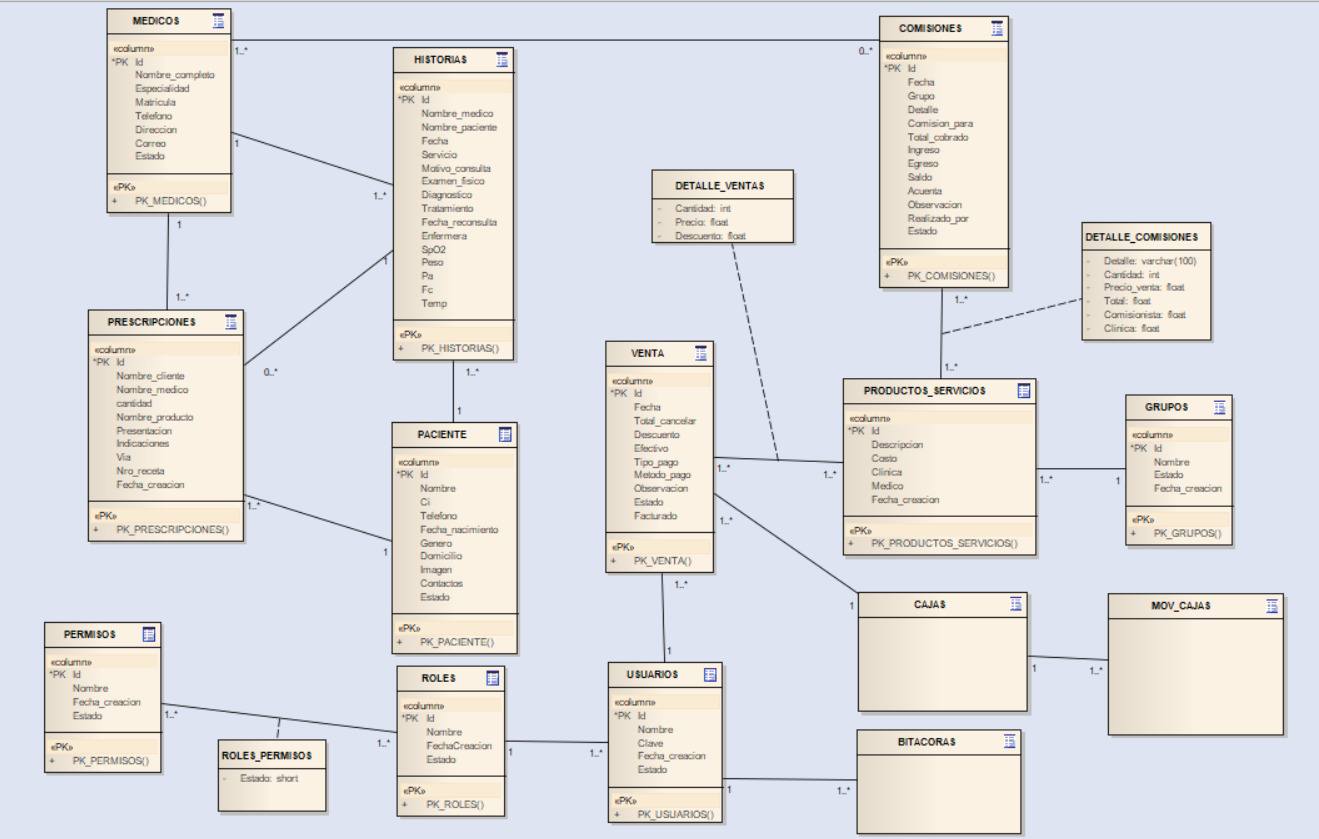 MEDICOS
«column»
*PK Id
Nombre_completo
Especialidad
Matricula
Telefono
Direccion
Correo
Estado
«PK»
+ PK_MEDICOS()
1..*
0..*
1
1..*
1
1..*
HISTORIAS
«column»
*PK Id
Nombre_medico
Nombre_paciente
Fecha
Servicio
Motivo_consulta
Examen_fisico
Diagnostico
Tratamiento
Fecha_reconsulta
Enfermera
SpO2
Peso
Pa
Fc
Temp
«PK»
+ PK_HISTORIAS()
1
0..*
1..*
1
COMISIONES
«column»
*PK Id
Fecha
Grupo
Detalle
Comision_para
Total_cobrado
Ingreso
Egreso
Saldo
Acuenta
Observacion
Realizado_por
Estado
«PK»
+ PK_COMISIONES()
1..*
1..*
DETALLE_VENTAS
- Cantidad: int
- Precio: float
- Descuento: float
DETALLE_COMISIONES
- Detalle: varchar(100)
- Cantidad: int
- Precio_venta: float
- Total: float
- Comisionista: float
- Clinica: float
PRESCRIPCIONES
«column»
*PK Id
Nombre_cliente
Nombre_medico
cantidad
Nombre_producto
Presentacion
Indicaciones
Via
Nro_receta
Fecha_creacion
«PK»
+ PK_PRESCRIPCIONES()
1..*
1
VENTA
«column»
*PK Id
Fecha
Total_cancelar
Descuento
Efectivo
Tipo_pago
Metodo_pago
Observacion
Estado
Facturado
«PK»
+ PK_VENTA()
1..*
1..*
1..*
1
1..*
1
PRODUCTOS_SERVICIOS
«column»
*PK Id
Descripcion
Costo
Clinica
Medico
Fecha_creacion
«PK»
+ PK_PRODUCTOS_SERVICIOS()
1..*
1
GRUPOS
«column»
*PK Id
Nombre
Estado
Fecha_creacion
«PK»
+ PK_GRUPOS()
PACIENTE
«column»
*PK Id
Nombre
Ci
Telefono
Fecha_nacimiento
Genero
Domicilio
Imagen
Contactos
Estado
«PK»
+ PK_PACIENTE()
CAJAS
1
1..*
MOV_CAJAS
PERMISOS
«column»
*PK Id
Nombre
Fecha_creacion
Estado
«PK»
+ PK_PERMISOS()
1..*
1..*
ROLES_PERMISOS
- Estado: short
ROLES
«column»
*PK Id
Nombre
FechaCreacion
Estado
«PK»
+ PK_ROLES()
1
1..*
USUARIOS
«column»
*PK Id
Nombre
Clave
Fecha_creacion
Estado
«PK»
+ PK_USUARIOS()
1
1..*
BITACORAS